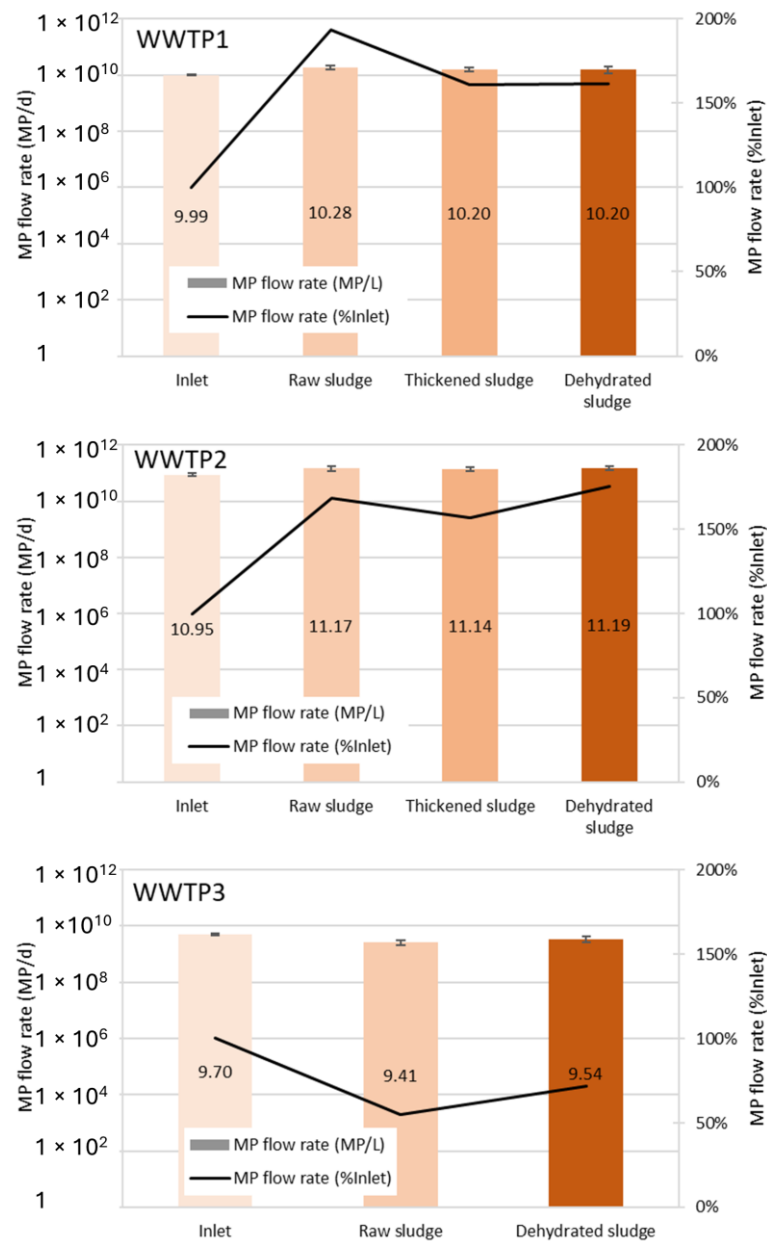 WWTP1
MP flow rate (MP/d)
1 × 10¹²
1 × 10¹⁰
1 × 10⁸
1 × 10⁶
1 × 10⁴
1 × 10²
1
200%
150%
100%
50%
0%
MP flow rate (%Inlet)
9.99
10.28
10.20
10.20
MP flow rate (MP/L)
MP flow rate (%Inlet)
Inlet
Raw sludge
Thickened sludge
Dehydrated
sludge
WWTP2
MP flow rate (MP/d)
1 × 10¹²
1 × 10¹⁰
1 × 10⁸
1 × 10⁶
1 × 10⁴
1 × 10²
1
200%
150%
100%
50%
0%
MP flow rate (%Inlet)
10.95
11.17
11.14
11.19
MP flow rate (MP/L)
MP flow rate (%Inlet)
Inlet
Raw sludge
Thickened sludge
Dehydrated
sludge
WWTP3
MP flow rate (MP/d)
1 × 10¹²
1 × 10¹⁰
1 × 10⁸
1 × 10⁶
1 × 10⁴
1 × 10²
1
200%
150%
100%
50%
0%
MP flow rate (%Inlet)
9.70
9.41
9.54
MP flow rate (MP/L)
MP flow rate (%Inlet)
Inlet
Raw sludge
Dehydrated sludge